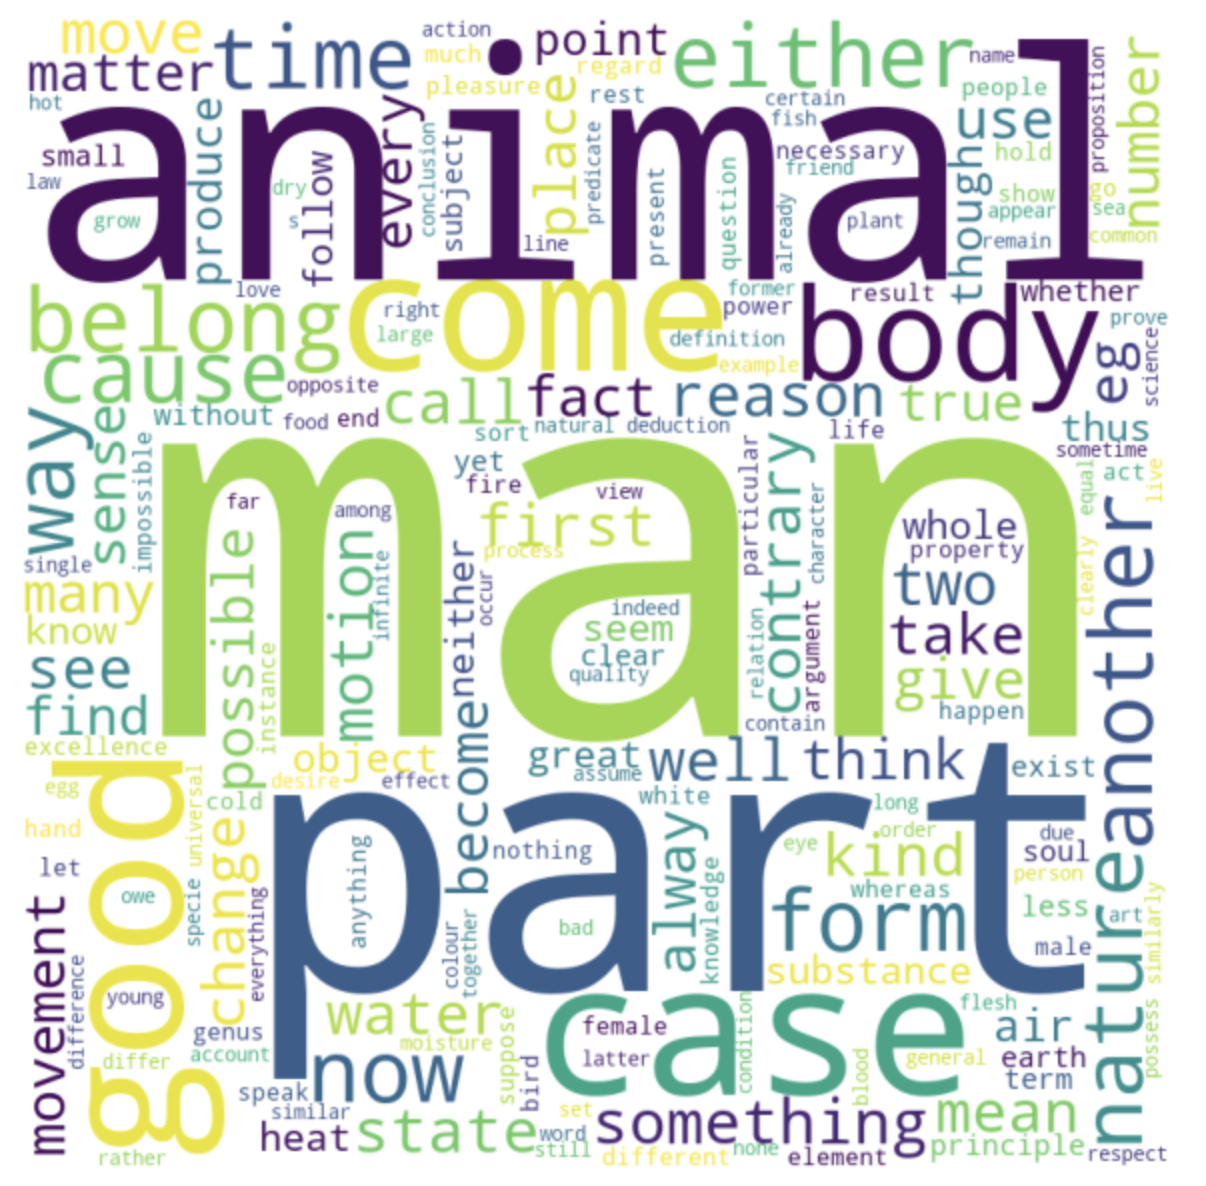 move
time
action
much
point
either
name
matter
pleasure
regard
people
number
hot
animal
rest
certain
fish
use
proposition
small
produce
every
conclusion
subject
place
predicate
necessary
friend
though
hold
law
dry
follow
present
question
already
show
go
grow
s
line
plant
appear
sea
remain
common
belong
love
come
former
result
whether
right
power
body
large
definition
prove
cause
example
eg
science
opposite
call
fact
reason
true
way
sense
without
food
end
sort
natural
deduction
life
thus
impossible
yet
particular
contrary
sometime
far
man
fire
view
character
equal
act
live
among
first
whole
another
single
possible
motion
process
property
many
infinite
neither
occur
indeed
two
clearly
know
seem
take
see
clear
relation
argument
instance
quality
give
find
contain
happen
excellence
object
become
great
well
think
exist
good
desire
effect
assume
egg
cold
part
white
long
hand
universal
change
always
order
due
let
anything
nothing
eye
kind
soul
owe
specie
everything
knowledge
whereas
person
form
less
art
similarly
bad
male
nature
movement
colour
together
substance
young
difference
water
case
flesh
genus
moisture
suppose
female
air
differ
account
now
latter
condition
general
earth
possess
speak
bird
blood
term
similar
set
something
mean
heat
state
word
still
none
principle
rather
different
element
respect